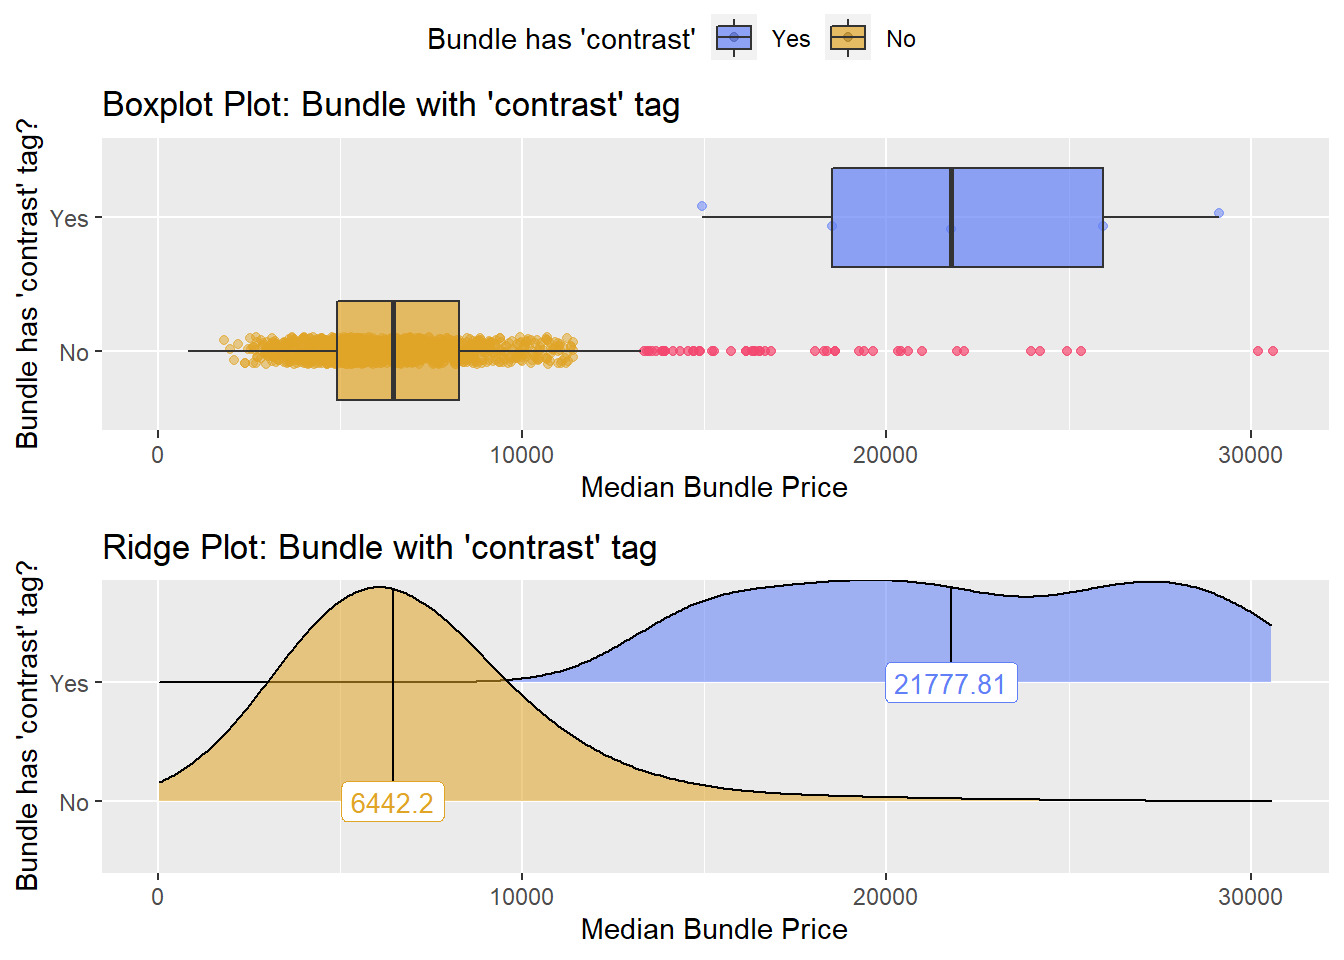 Bundle has 'contrast' Yes No
Boxplot Plot: Bundle with 'contrast' tag
Bundle has 'contrast' tag?
Yes
No
0 10000 20000 30000
Median Bundle Price
Ridge Plot: Bundle with 'contrast' tag
Bundle has 'contrast' tag?
Yes
21777.81
No
6442.2
0 10000 20000 30000
Median Bundle Price